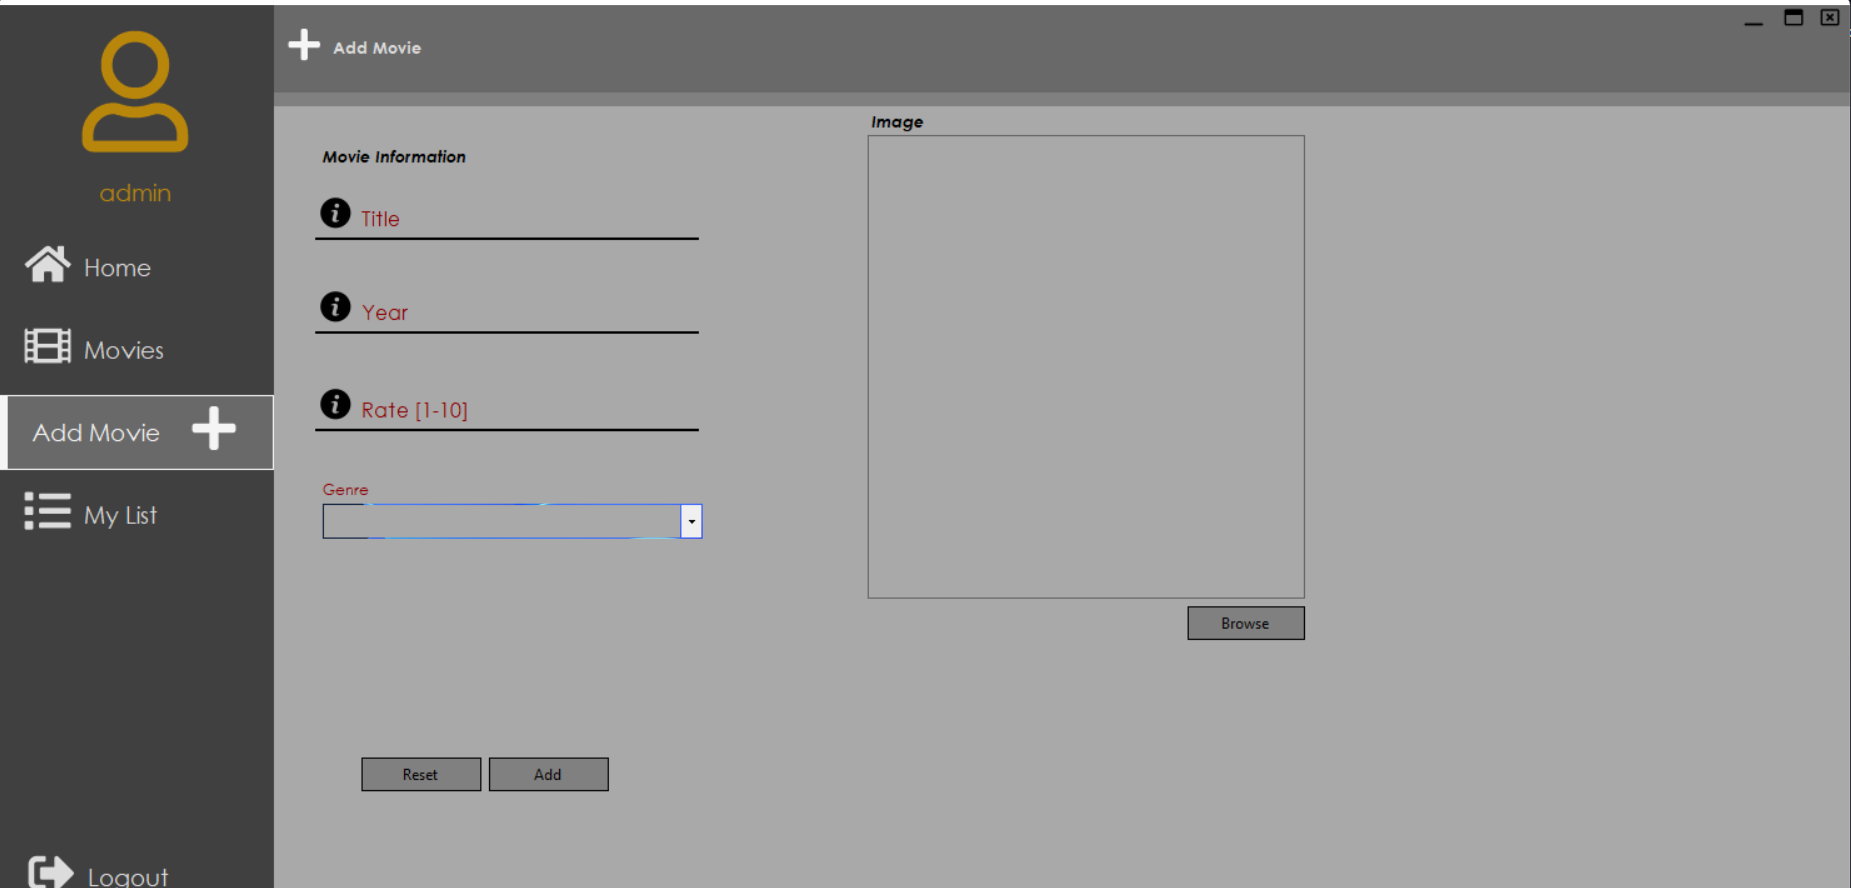 admin
Home
Movies
Add Movie
My List
Logout
Add Movie
Movie Information
Title
Year
Rate [1-10]
Genre
Reset
Add
Image
Browse